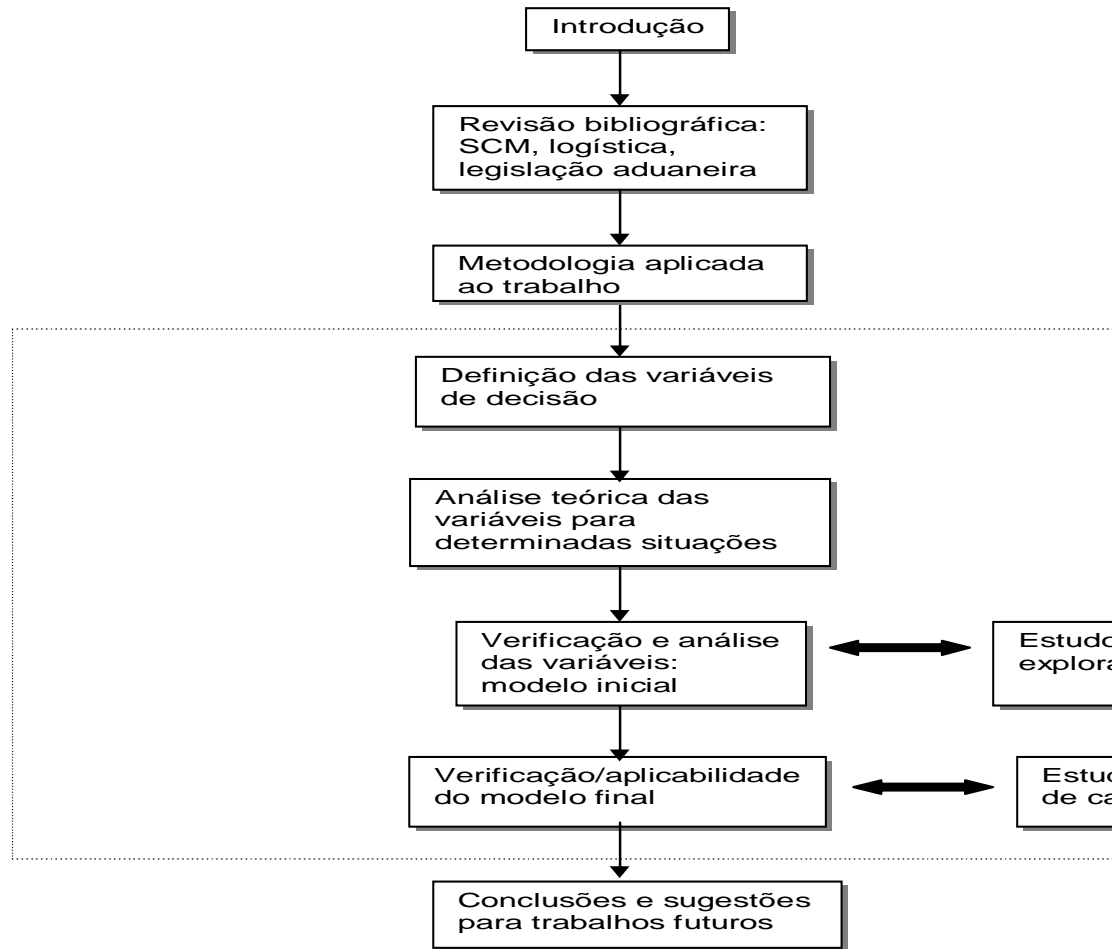 Introdução
Revisão bibliográfica:
SCM, logística,
legislação aduaneira
Metodologia aplicada
ao trabalho
Definição das variáveis
de decisão
Análise teórica das
variáveis para
determinadas situações
Verificação e análise
das variáveis:
modelo inicial
Verificação/aplicabilidade
do modelo final
de
Conclusões e sugestões
para trabalhos futuros